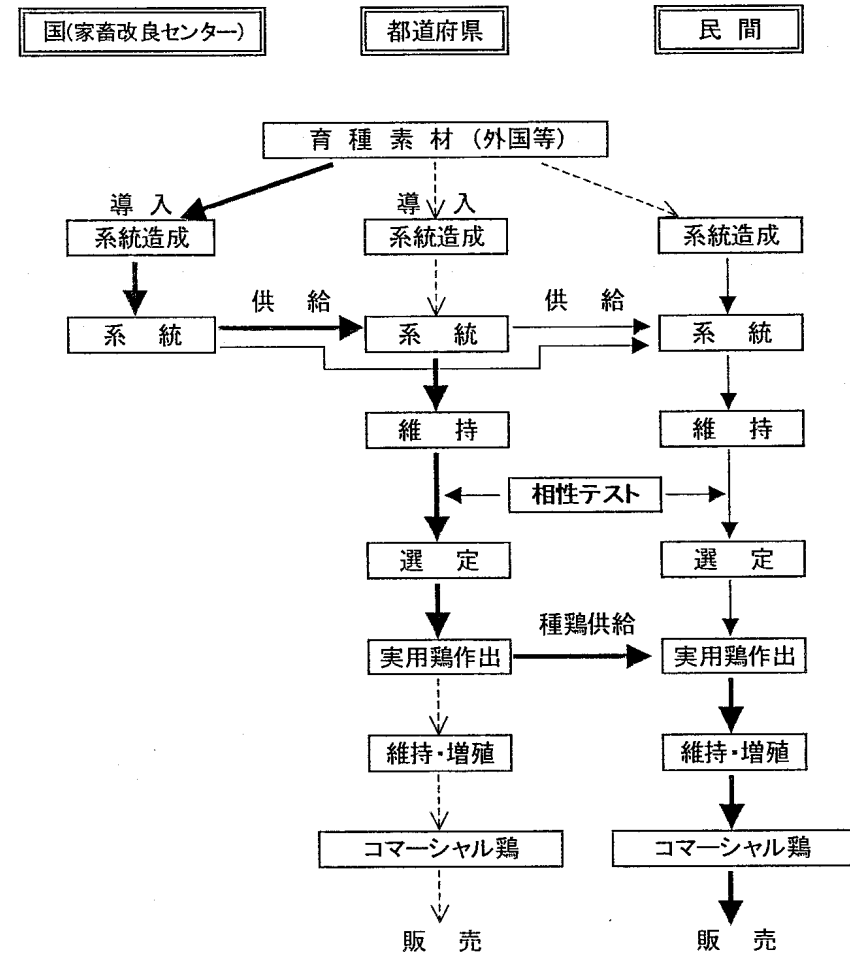 国(家畜改良センター)
都道府県
民 間
育 種 素 材 (外国等)
導 入
導 入
系統造成
系統造成
系統造成
供 給
供 給
系 統
系 統
系 統
維 持
維 持
相性テスト
選 定
選 定
種鶏供給
実用鶏作出
実用鶏作出
維持・増殖
維持・増殖
コマーシャル鶏
コマーシャル鶏
販 売
販 売